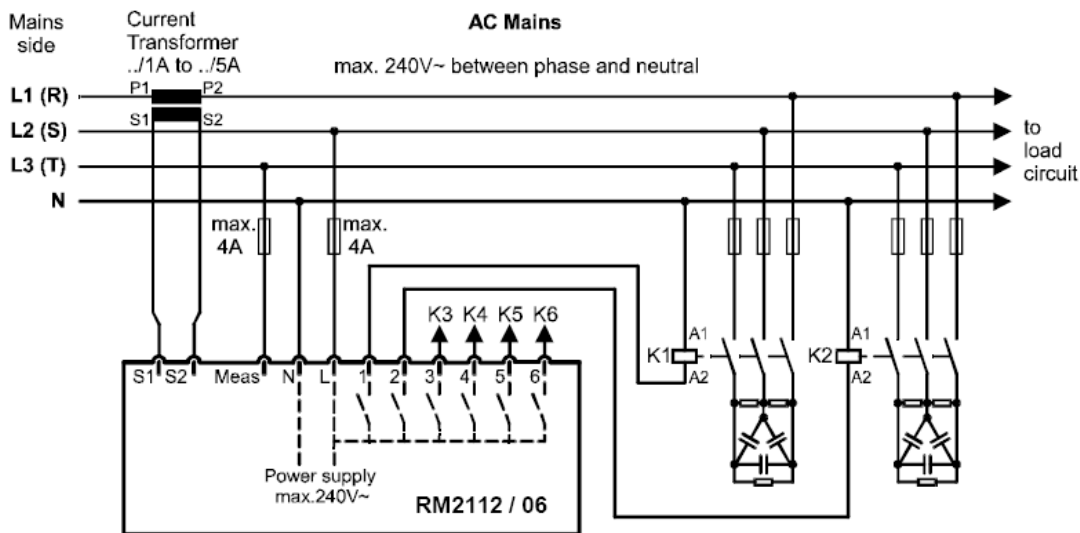 Mains
side
Current
Transformer
../1A to ../5A
AC Mains
max. 240V~ between phase and neutral
P1
P2
L1 (R)
S1
S2
L2 (S)
L3 (T)
N
to
load
circuit
max.
4A
max.
4A
K3 K4 K5 K6
A1
K1
A2
A1
K2
A2
S1 S2 Meas N L 1 2 3 4 5 6
Power supply
max.240V~
RM2112 / 06